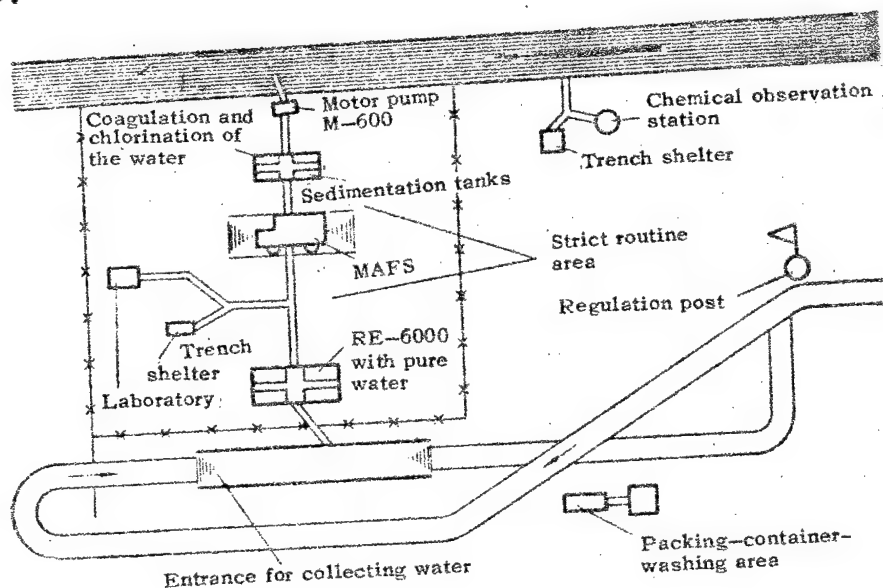 Coagulation and
chlorination of
the water
Motor pump
M-600
Chemical observation
station
Trench shelter
Sedimentation tanks
MAFS
Strict routine
area
Regulation post
RE-6000
with pure
water
Trench
shelter
Laboratory
Packing-container-
washing area
Entrance for collecting water